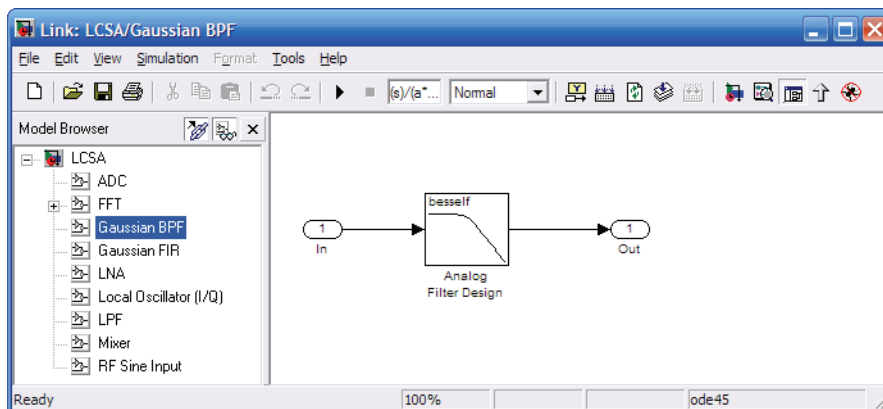 Link: LCSA/Gaussian BPF
File Edit View Simulation Format Tools Help
(s)/(a*... Normal
Model Browser
LCSA
ADC
FFT
Gaussian BPF
Gaussian FIR
LNA
Local Oscillator (I/Q)
LPF
Mixer
RF Sine Input
besself
1
In
1
Out
Analog
Filter Design
Ready 100% ode45